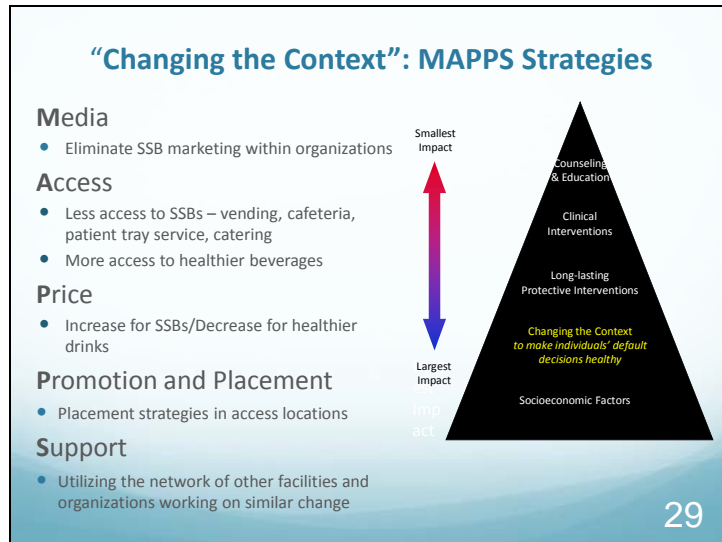 “Changing the Context”: MAPPS Strategies
Media
• Eliminate SSB marketing within organizations
Access
• Less access to SSBs – vending, cafeteria,
patient tray service, catering
• More access to healthier beverages
Price
• Increase for SSBs/Decrease for healthier
drinks
Promotion and Placement
• Placement strategies in access locations
Support
• Utilizing the network of other facilities and
organizations working on similar change
Smallest
Impact
Largest
Impact
imp
act
Counseling
& Education
Clinical
Interventions
Long-lasting
Protective Interventions
Changing the Context
to make individuals’ default
decisions healthy
Socioeconomic Factors
29